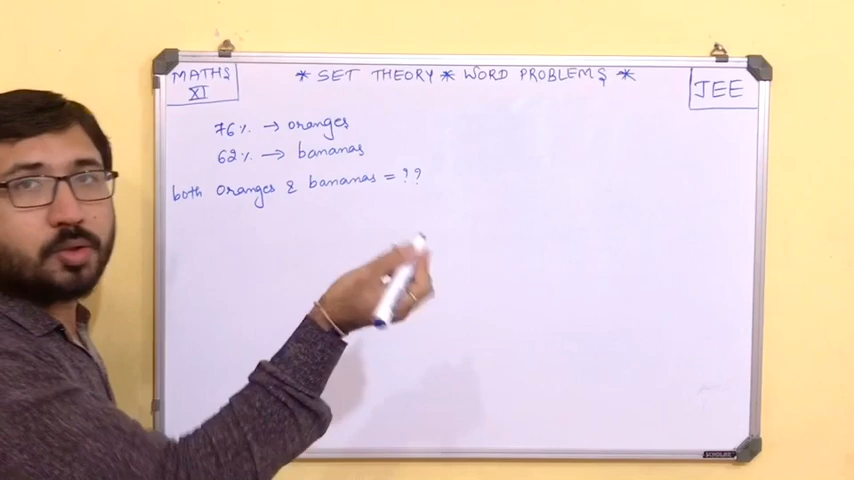 MATHS
XI
* SET THEORY * WORD PROBLEMS *
JEE
76% → oranges
62% → bananas
both oranges & bananas = ??